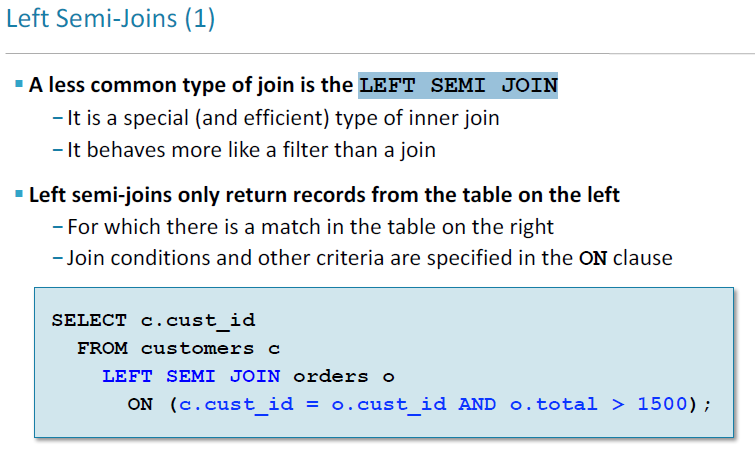 Left Semi-Joins (1)
▪ A less common type of join is the LEFT SEMI JOIN
– It is a special (and efficient) type of inner join
– It behaves more like a filter than a join
▪ Left semi-joins only return records from the table on the left
– For which there is a match in the table on the right
– Join conditions and other criteria are specified in the ON clause
SELECT c.cust_id
FROM customers c
LEFT SEMI JOIN orders o
ON (c.cust_id = o.cust_id AND o.total > 1500);